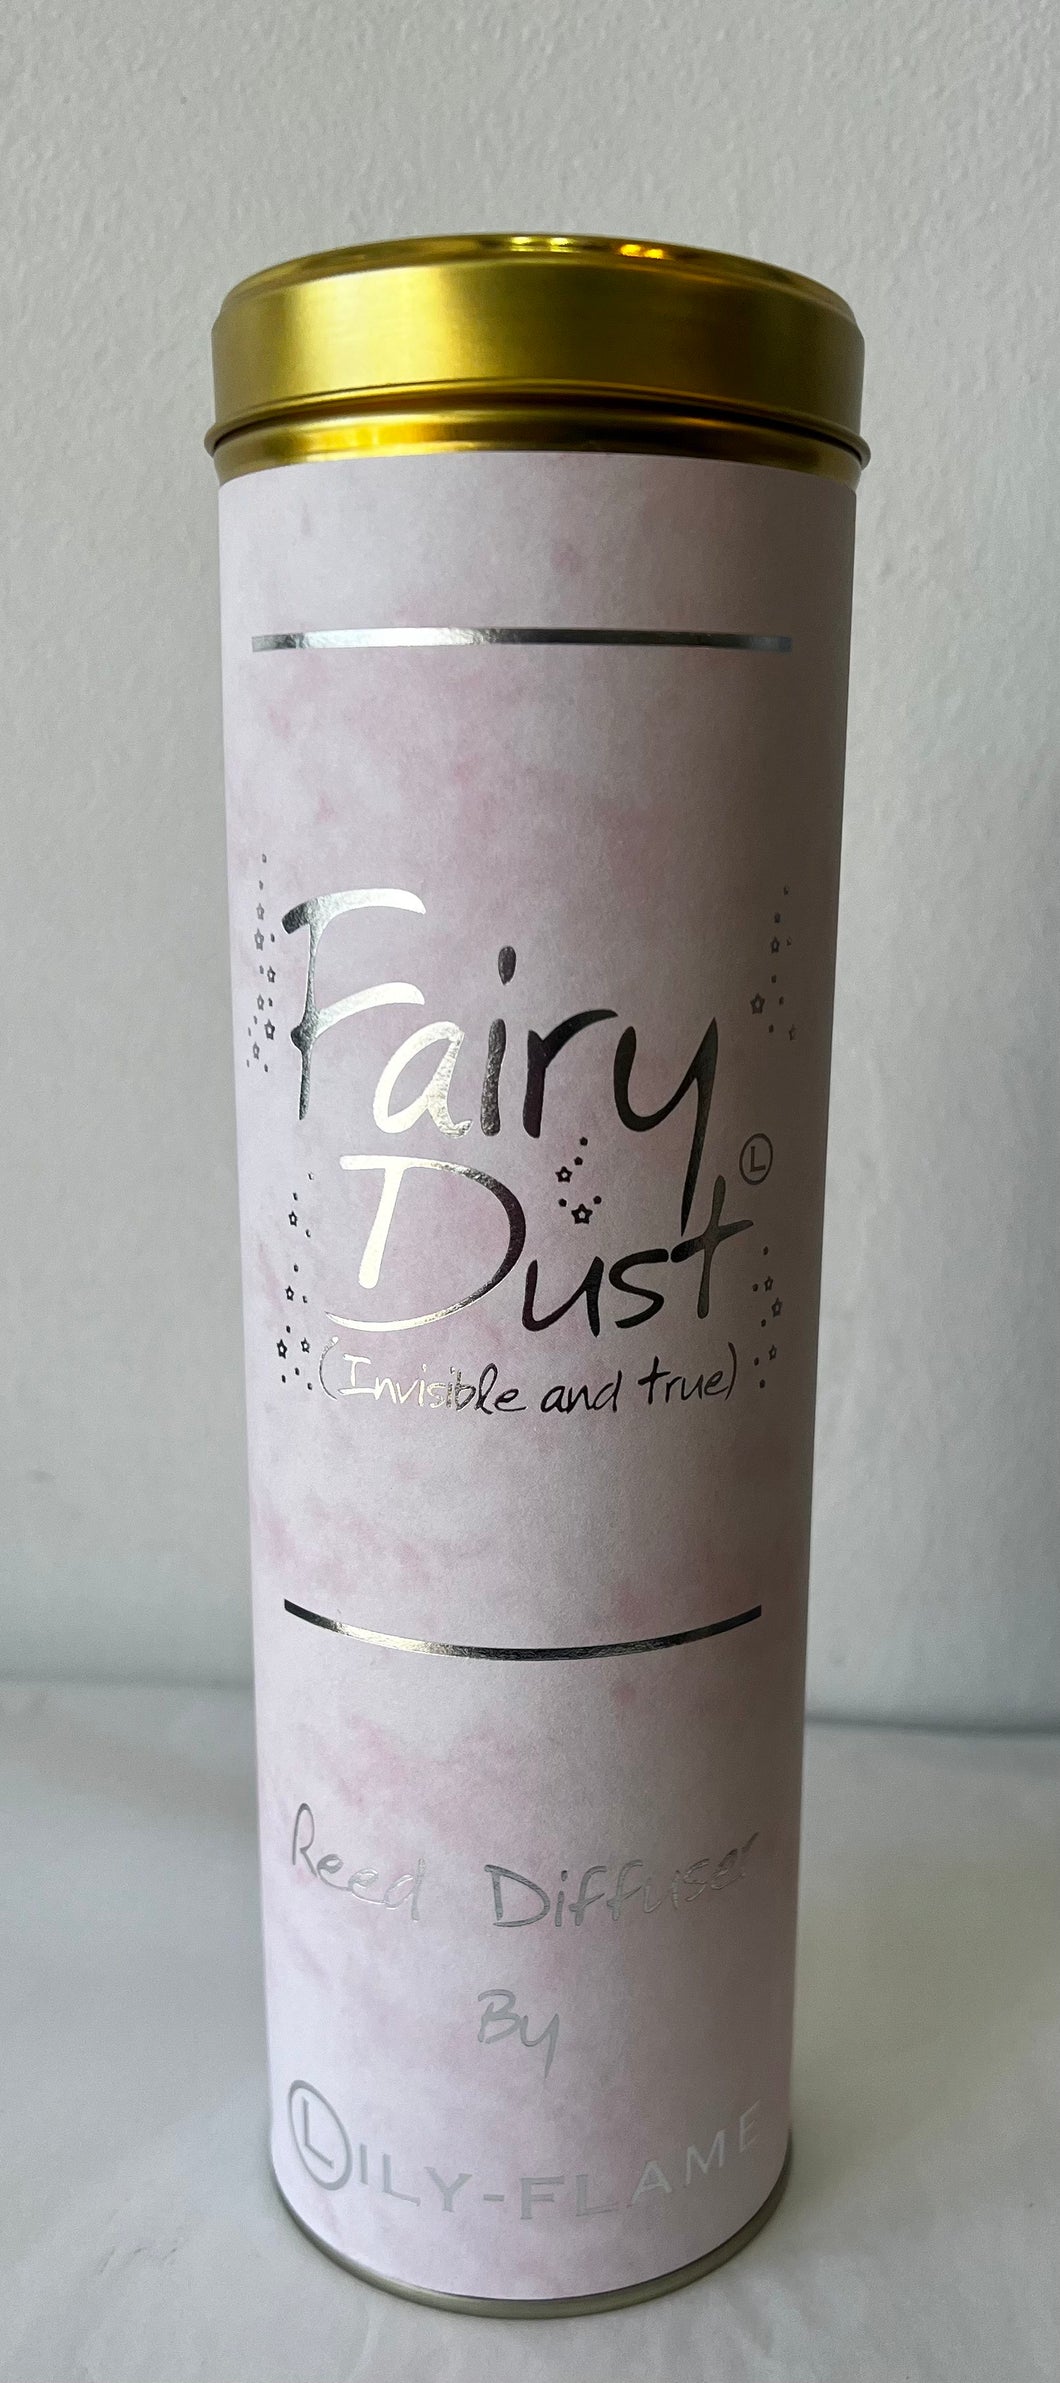 Fairy
Dust Ⓛ
(Invisible and true)
Reed Diffuser
By
LILY-FLAME